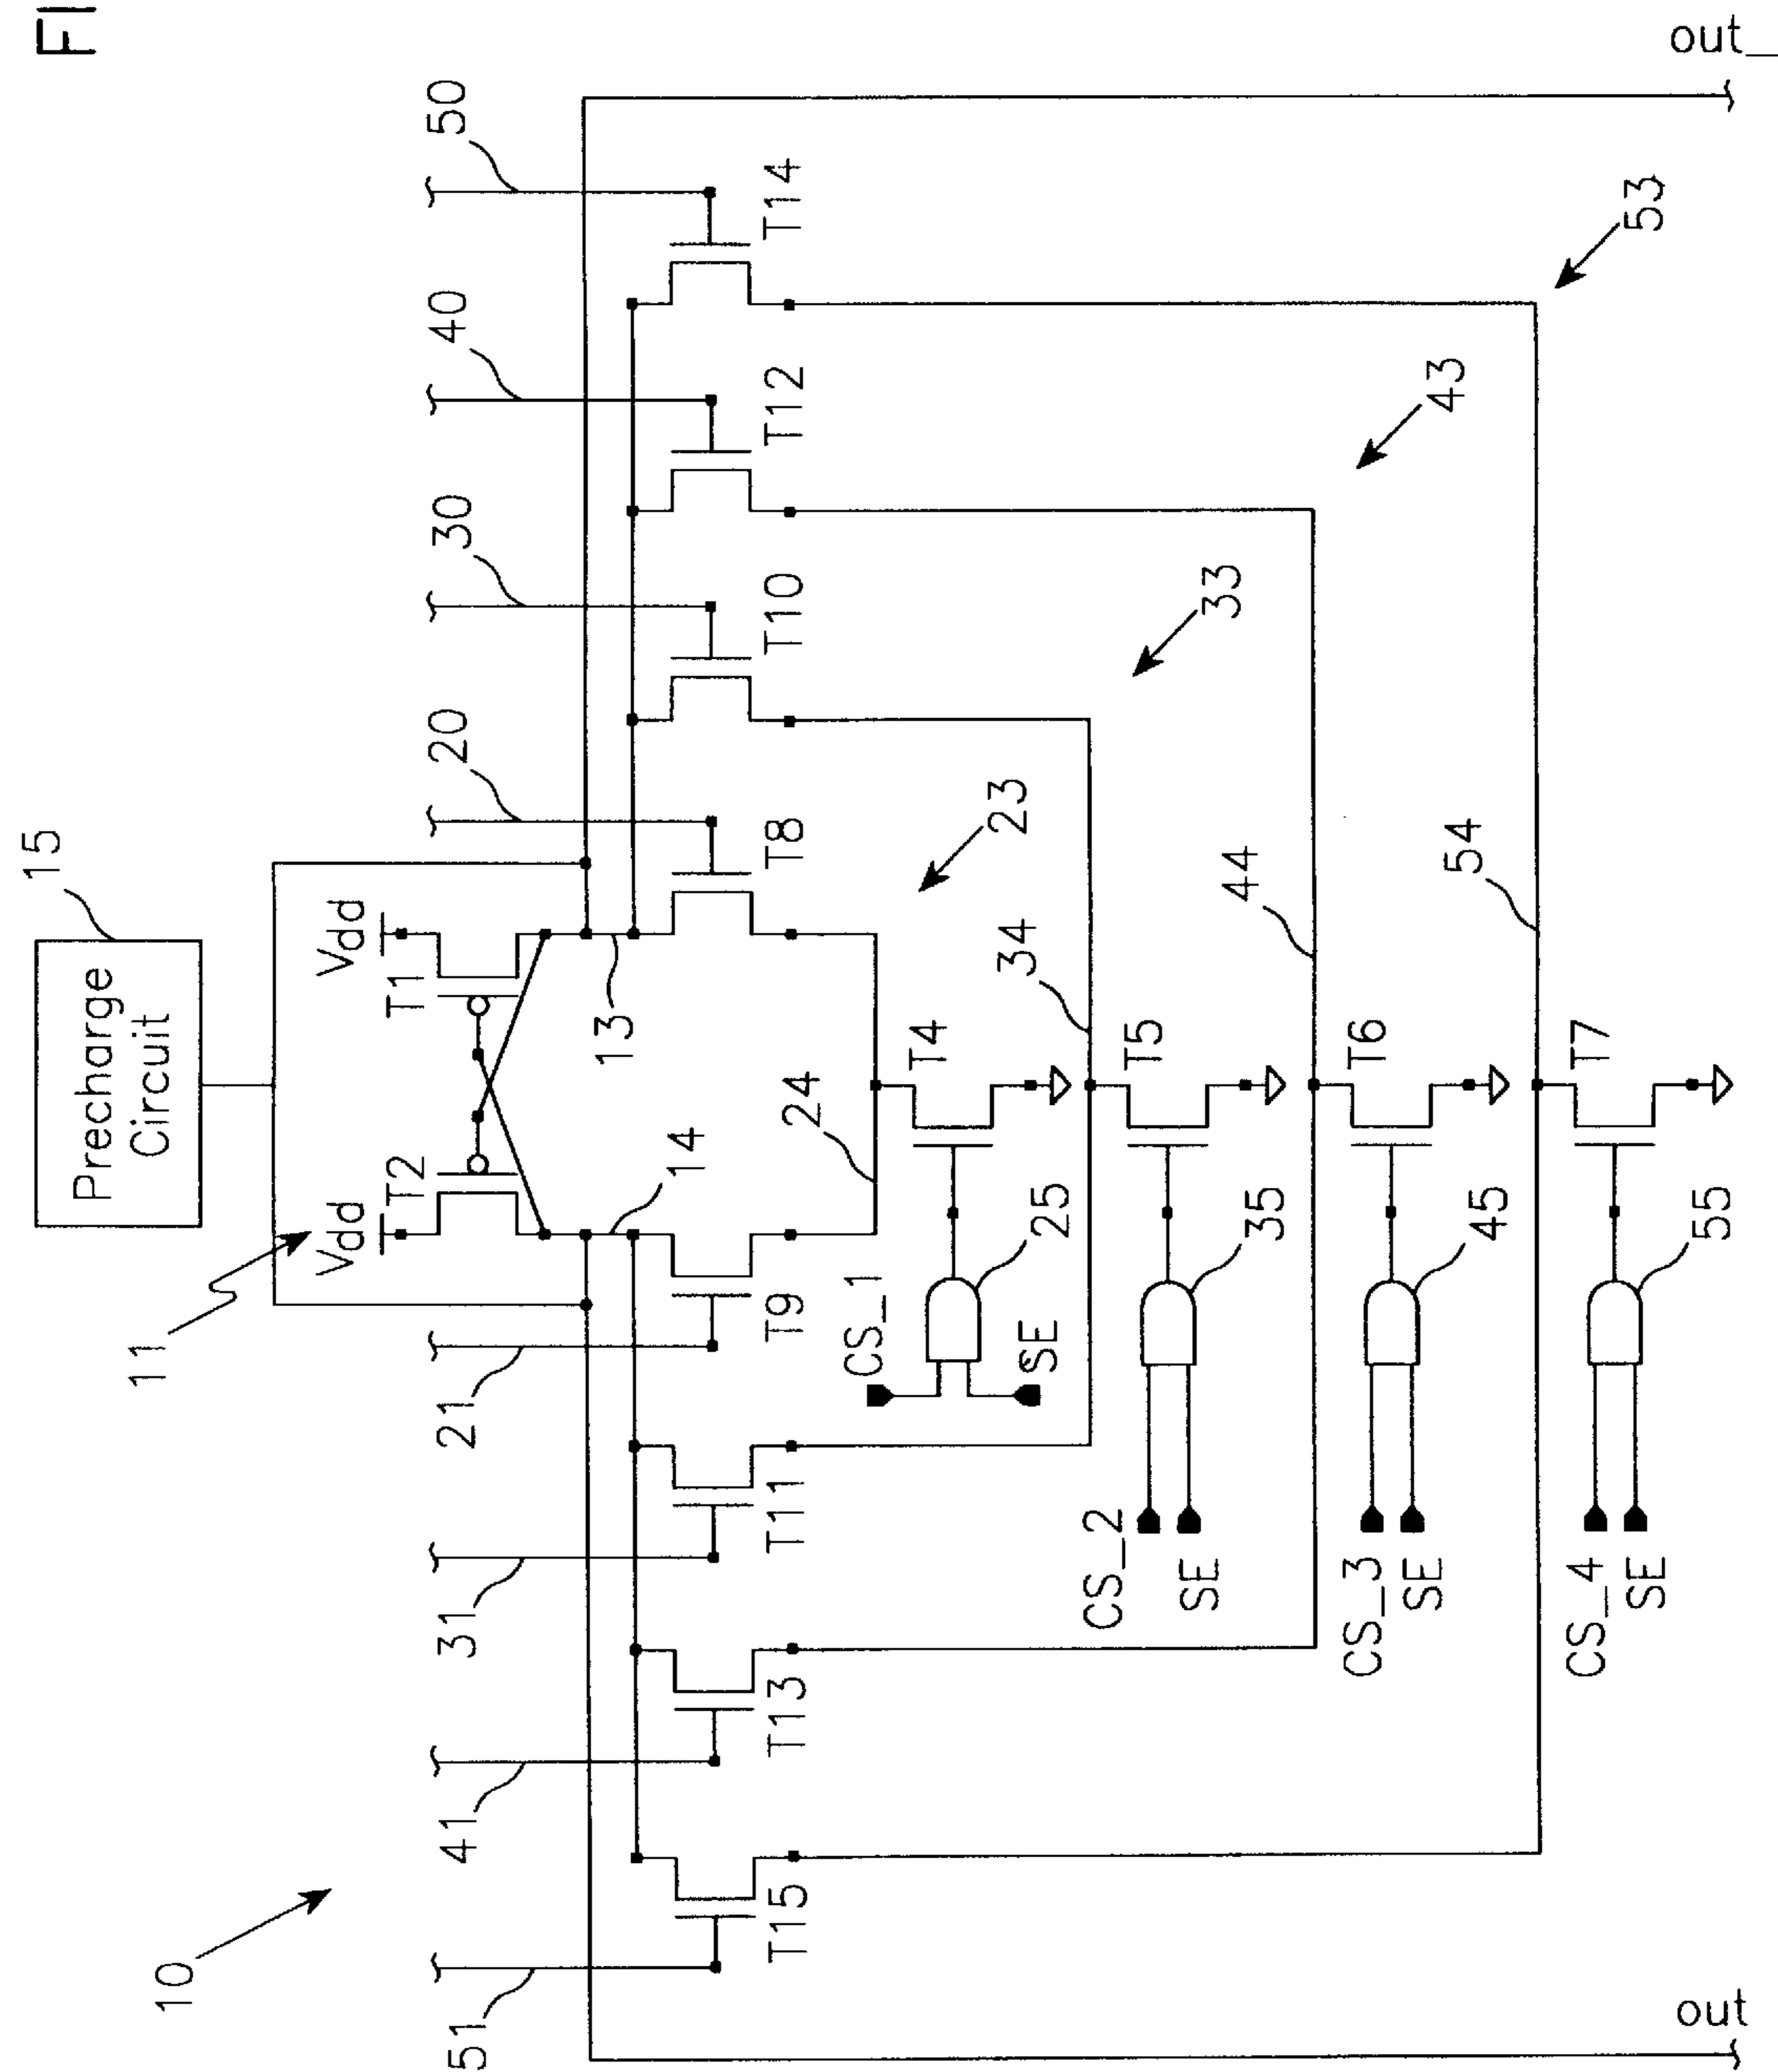 15
Precharge
Circuit
11
10
Vdd
Vdd
T2
T1
51
41
31
21
20
30
40
50
13
14
T15
T13
T11
T9
T8
T10
T12
T14
24
CS_1
T4
23
SE
25
34
CS_2
T5
33
SE
35
44
CS_3
T6
43
SE
45
54
CS_4
T7
53
SE
55
out
out_